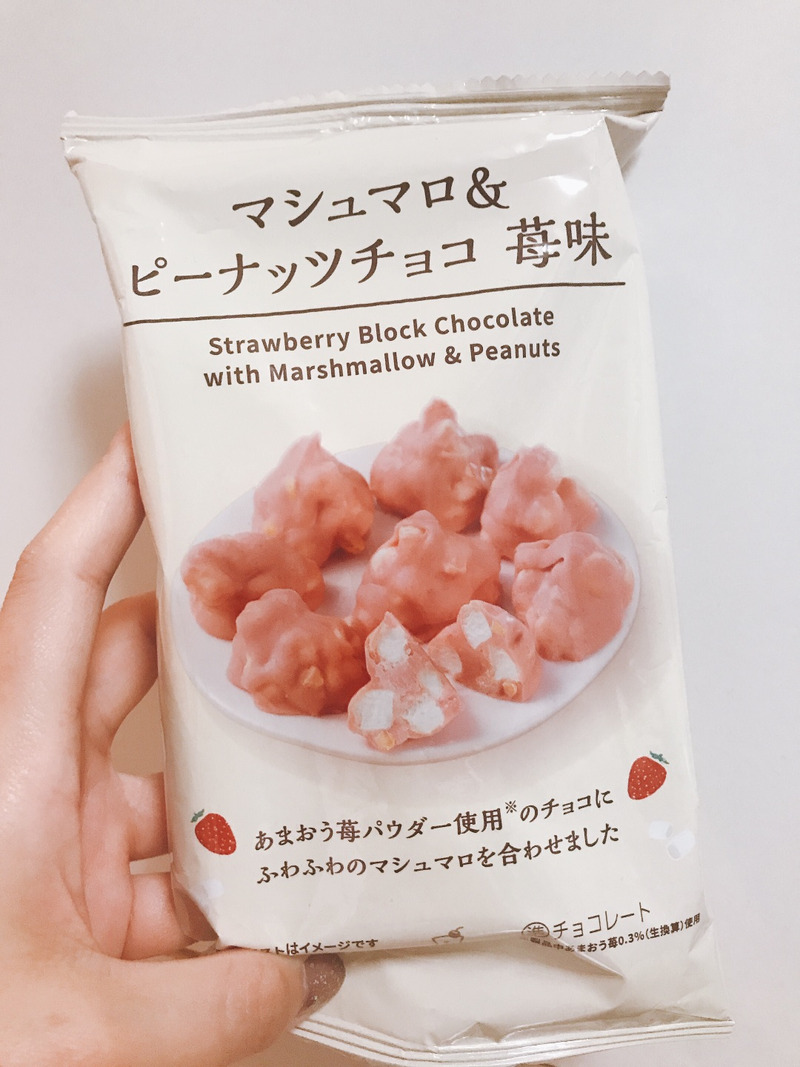 マシュマロ&
ピーナッツチョコ 苺味
Strawberry Block Chocolate
with Marshmallow & Peanuts
あまおう苺パウダー使用※のチョコに
ふわふわのマシュマロを合わせました
トはイメージです
準チョコレート
まおう苺0.3%(生換算)使用